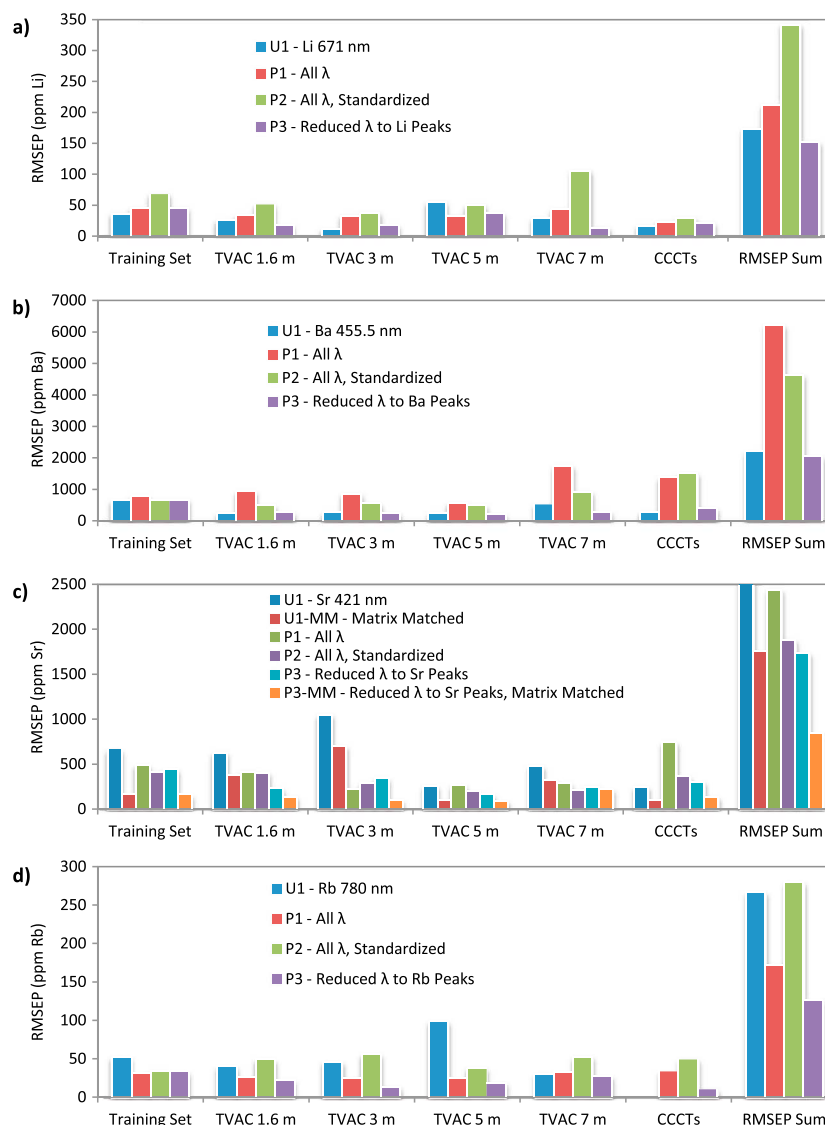 a)
RMSEP (ppm Li)
350
300
250
200
150
100
50
0
U1 - Li 671 nm
P1 - All λ
P2 - All λ, Standardized
P3 - Reduced λ to Li Peaks
Training Set TVAC 1.6 m TVAC 3 m TVAC 5 m TVAC 7 m CCCTs RMSEP Sum
b)
RMSEP (ppm Ba)
7000
6000
5000
4000
3000
2000
1000
0
U1 - Ba 455.5 nm
P1 - All λ
P2 - All λ, Standardized
P3 - Reduced λ to Ba Peaks
Training Set TVAC 1.6 m TVAC 3 m TVAC 5 m TVAC 7 m CCCTs RMSEP Sum
c)
RMSEP (ppm Sr)
2500
2000
1500
1000
500
0
U1 - Sr 421 nm
U1-MM - Matrix Matched
P1 - All λ
P2 - All λ, Standardized
P3 - Reduced λ to Sr Peaks
P3-MM - Reduced λ to Sr Peaks, Matrix Matched
Training Set TVAC 1.6 m TVAC 3 m TVAC 5 m TVAC 7 m CCCTs RMSEP Sum
d)
RMSEP (ppm Rb)
300
250
200
150
100
50
0
U1 - Rb 780 nm
P1 - All λ
P2 - All λ, Standardized
P3 - Reduced λ to Rb Peaks
Training Set TVAC 1.6 m TVAC 3 m TVAC 5 m TVAC 7 m CCCTs RMSEP Sum